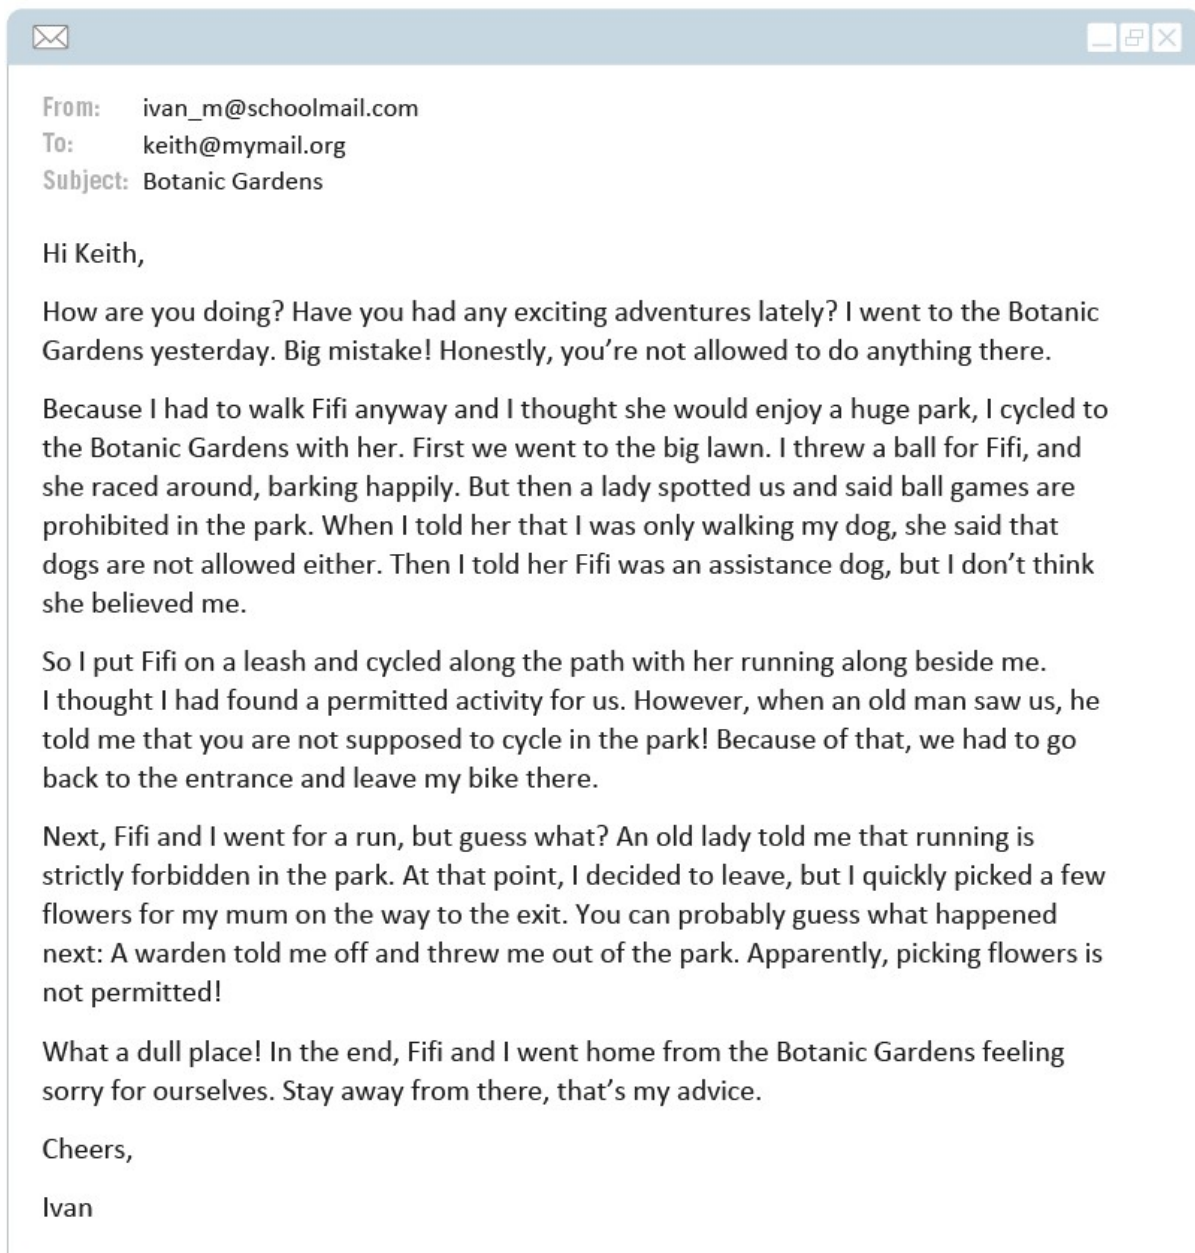 From: ivan_m@schoolmail.com
To: keith@mymail.org
Subject: Botanic Gardens
Hi Keith,
How are you doing? Have you had any exciting adventures lately? I went to the Botanic
Gardens yesterday. Big mistake! Honestly, you’re not allowed to do anything there.
Because I had to walk Fifi anyway and I thought she would enjoy a huge park, I cycled to
the Botanic Gardens with her. First we went to the big lawn. I threw a ball for Fifi, and
she raced around, barking happily. But then a lady spotted us and said ball games are
prohibited in the park. When I told her that I was only walking my dog, she said that
dogs are not allowed either. Then I told her Fifi was an assistance dog, but I don’t think
she believed me.
So I put Fifi on a leash and cycled along the path with her running along beside me.
I thought I had found a permitted activity for us. However, when an old man saw us, he
told me that you are not supposed to cycle in the park! Because of that, we had to go
back to the entrance and leave my bike there.
Next, Fifi and I went for a run, but guess what? An old lady told me that running is
strictly forbidden in the park. At that point, I decided to leave, but I quickly picked a few
flowers for my mum on the way to the exit. You can probably guess what happened
next: A warden told me off and threw me out of the park. Apparently, picking flowers is
not permitted!
What a dull place! In the end, Fifi and I went home from the Botanic Gardens feeling
sorry for ourselves. Stay away from there, that’s my advice.
Cheers,
Ivan